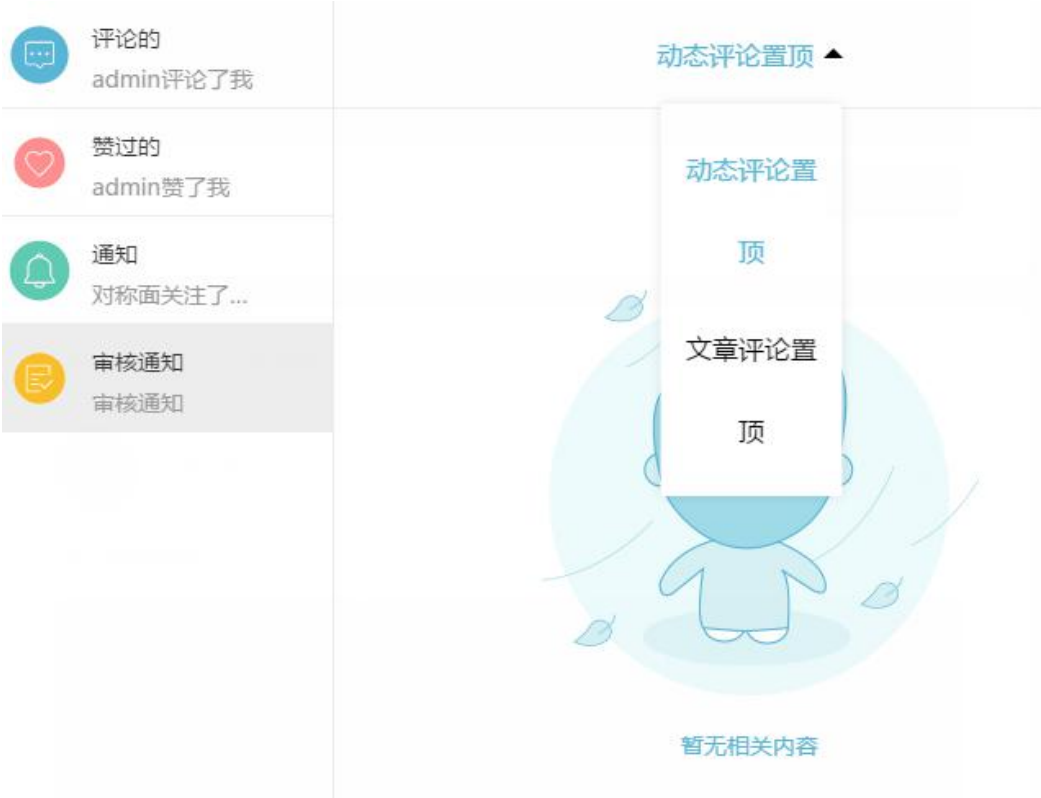 评论的
admin评论了我
赞过的
admin赞了我
通知
对称面关注了...
审核通知
审核通知
动态评论置顶
动态评论置
顶
文章评论置
顶
暂无相关内容